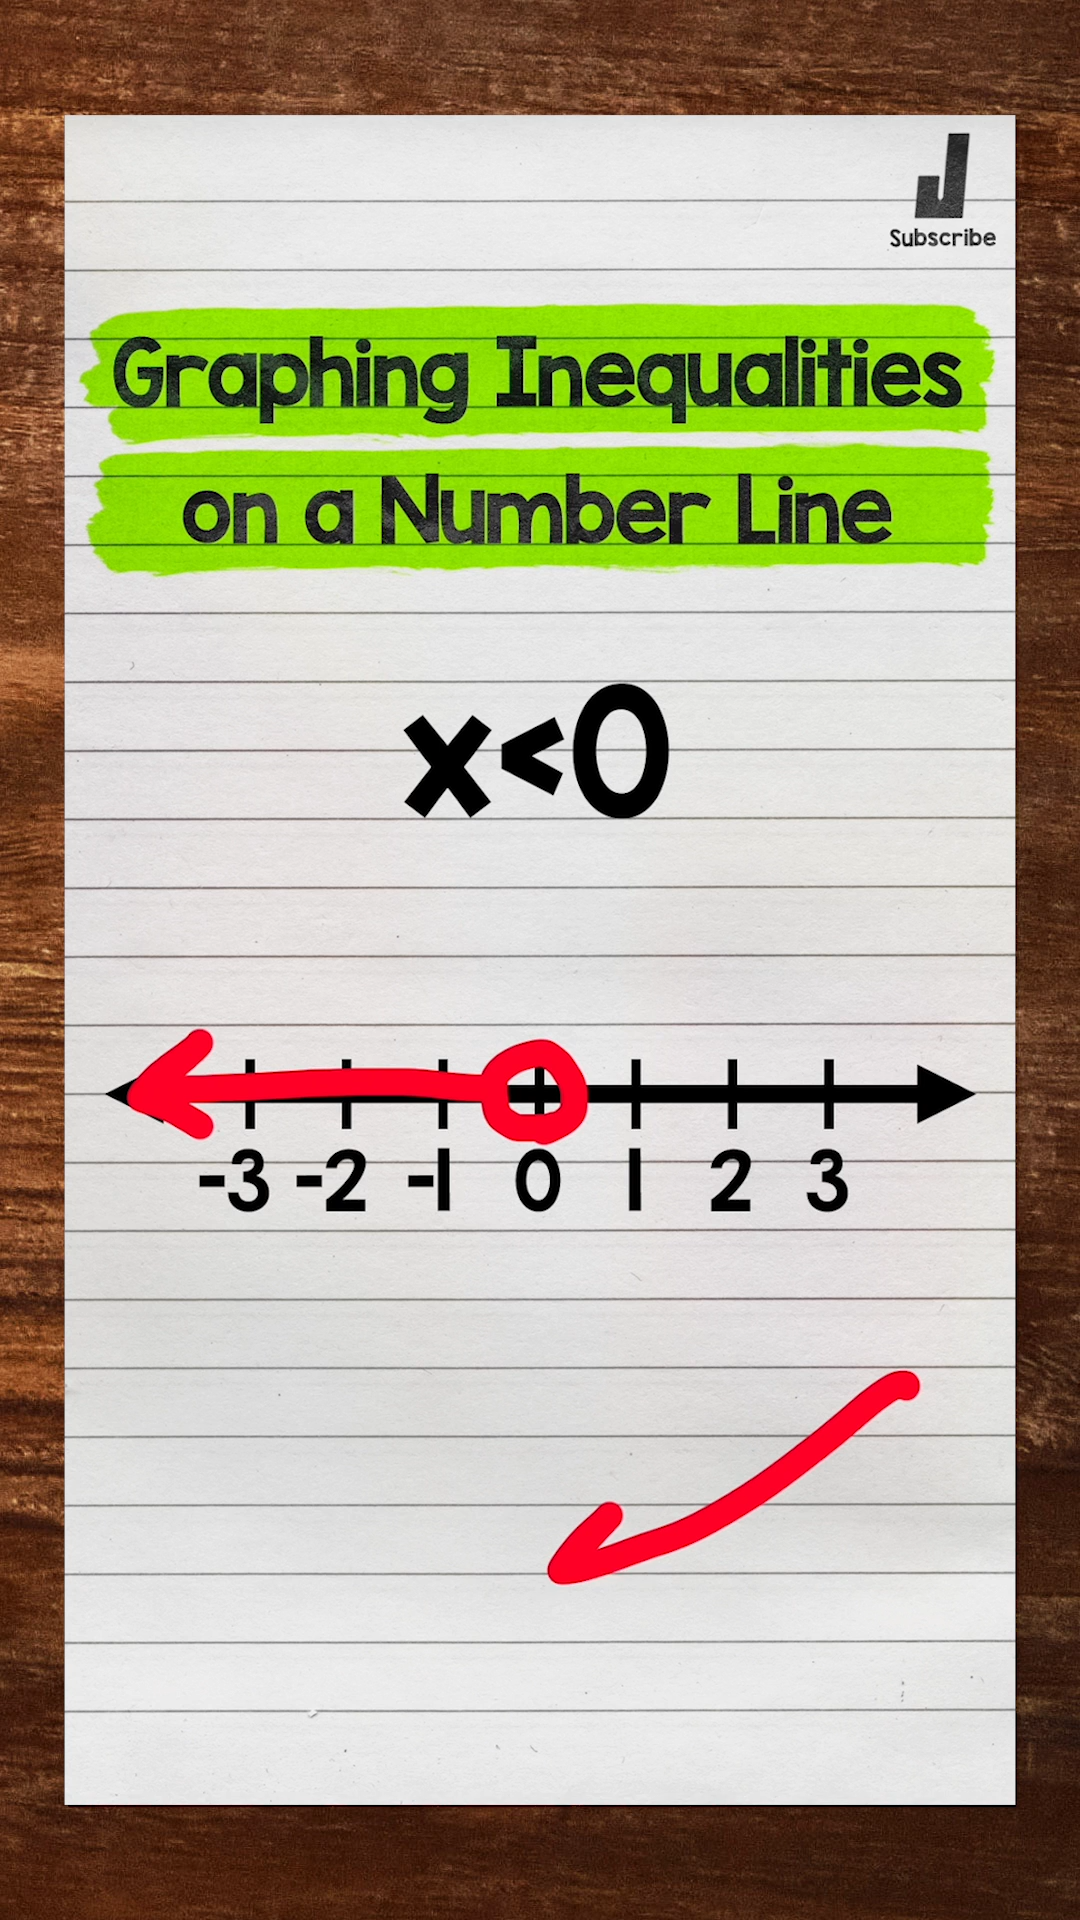 J
Subscribe
Graphing Inequalities
on a Number Line
x<0
-3 -2 -1 0 1 2 3